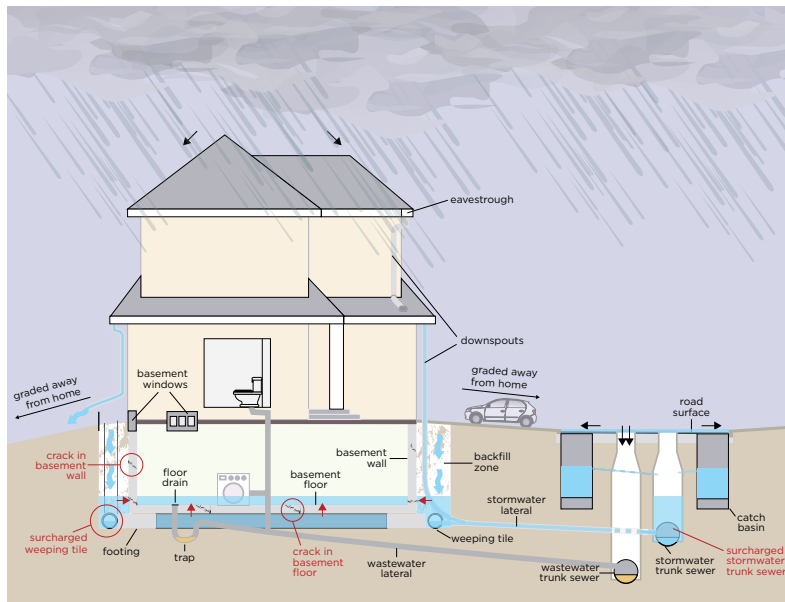 eavestrough
downspouts
graded away
from home
graded away
from home
basement
windows
road
surface
crack in
basement
wall
floor
drain
basement
floor
basement
wall
backfill
zone
stormwater
lateral
catch
basin
surcharged
weeping tile
footing
trap
crack in
basement
floor
wastewater
lateral
weeping tile
wastewater
trunk sewer
stormwater
trunk sewer
surcharged
stormwater
trunk sewer